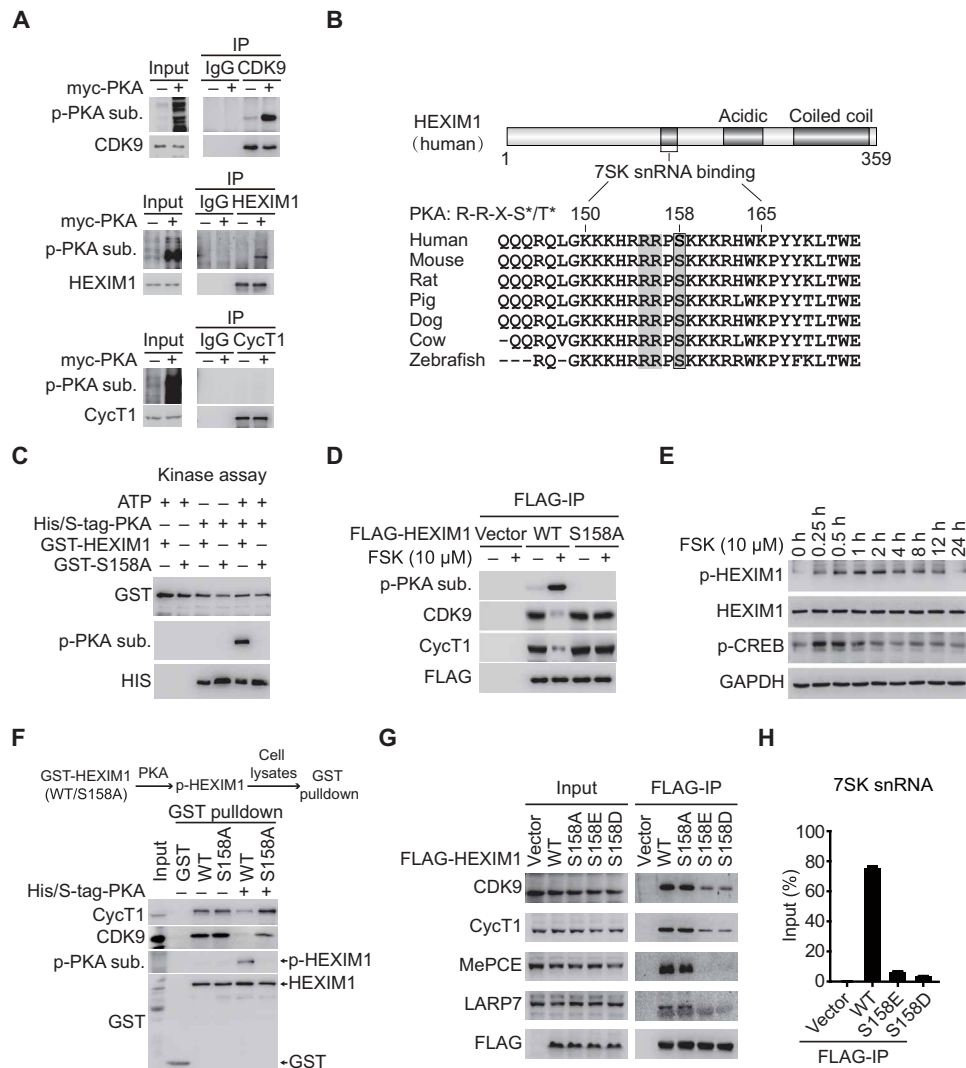 A
IP
Input IgG CDK9
myc-PKA – + – + – +
p-PKA sub.
CDK9
IP
Input IgG HEXIM1
myc-PKA – + – + – +
p-PKA sub.
HEXIM1
IP
Input IgG CycT1
myc-PKA – + – + – +
p-PKA sub.
CycT1
B
Acidic Coiled coil
HEXIM1
(human)
1 359
7SK snRNA binding
PKA: R-R-X-S*/T* 150 158 165
Human QQQRQLGKKKHRRRPSKKKRHWKPYYKLTWE
Mouse QQQRQLGKKKHRRRPSKKKRHWKPYYKLTWE
Rat QQQRQLGKKKHRRRPSKKKRHWKPYYKLTWE
Pig QQQRQLGKKKHRRRPSKKKRLWKPYYTLTWE
Dog QQQRQLGKKKHRRRPSKKKRHWKPYYTLTWE
Cow -QQRQVGKKKHRRRPSKKKRLWKPYYTLTWE
Zebrafish ---RQ-GKKKHRRRPSKKKRRWKPYFKLTWE
C
Kinase assay
ATP + + – – + +
His/S-tag-PKA – – + + + +
GST-HEXIM1 + – + – + –
GST-S158A – + – + – +
GST
p-PKA sub.
HIS
D
FLAG-IP
FLAG-HEXIM1 Vector WT S158A
FSK (10 μM) – + – + – +
p-PKA sub.
CDK9
CycT1
FLAG
E
FSK (10 μM) 0 h 0.25 h 0.5 h 1 h 2 h 4 h 8 h 12 h 24 h
p-HEXIM1
HEXIM1
p-CREB
GAPDH
F
GST-HEXIM1 (WT/S158A) PKA p-HEXIM1 Cell lysates GST pulldown
GST pulldown
Input GST WT S158A WT S158A
His/S-tag-PKA – – – + +
CycT1
CDK9
p-PKA sub. p-HEXIM1
HEXIM1
GST
GST
G
Input FLAG-IP
FLAG-HEXIM1 Vector WT S158A S158E S158D Vector WT S158A S158E S158D
CDK9
CycT1
MePCE
LARP7
FLAG
H
7SK snRNA
Input (%)
100
80
60
40
20
0
Vector WT S158E S158D
FLAG-IP